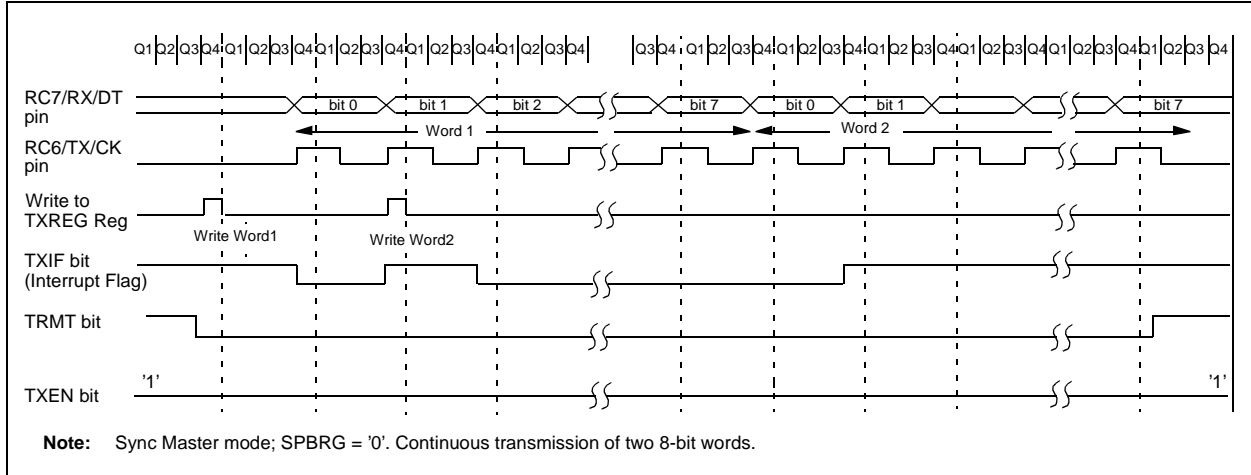 Q1 Q2 Q3 Q4 Q1 Q2 Q3 Q4 Q1 Q2 Q3 Q4 Q1 Q2 Q3 Q4 Q1 Q2 Q3 Q4 Q3 Q4 Q1 Q2 Q3 Q4 Q1 Q2 Q3 Q4 Q1 Q2 Q3 Q4 Q1 Q2 Q3 Q4 Q1 Q2 Q3 Q4 Q1 Q2 Q3 Q4
RC7/RX/DT
pin
bit 0 bit 1 bit 2 bit 7 bit 0 bit 1 bit 7
Word 1 Word 2
RC6/TX/CK
pin
Write to
TXREG Reg
Write Word1 Write Word2
TXIF bit
(Interrupt Flag)
TRMT bit
'1' '1'
TXEN bit
Note: Sync Master mode; SPBRG = '0'. Continuous transmission of two 8-bit words.